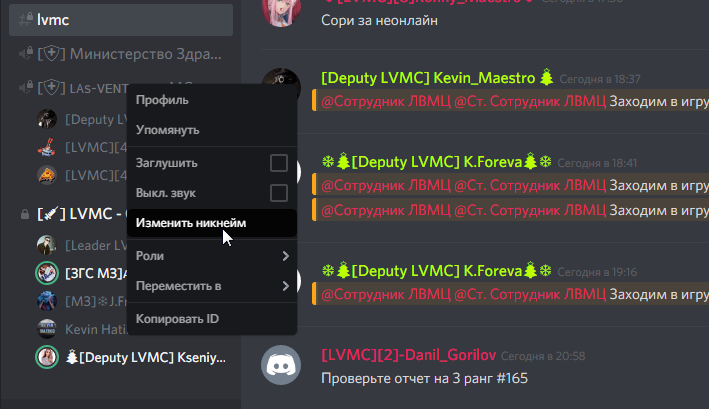 lvmc
[ ] Министерство Здра...
[ ] LAS-VENT
[Deputy LV
[LVMC][4
[LVMC][4
[ ] LVMC -
[Leader LV
[ЗГС МЗ]
[МЗ]❄J.Fr
Kevin Hati
🎄[Deputy LVMC] Kseniy...
Профиль
Упомянуть
Заглушить
Выкл. звук
Изменить никнейм
Роли
Переместить в
Копировать ID
Сори за неонлайн
[Deputy LVMC] Kevin_Maestro 🎄 Сегодня в 18:37
@Сотрудник ЛВМЦ @Ст. Сотрудник ЛВМЦ Заходим в игру
❄🎄[Deputy LVMC] K.Foreva🎄❄ Сегодня в 18:41
@Сотрудник ЛВМЦ @Ст. Сотрудник ЛВМЦ Заходим в игру
@Сотрудник ЛВМЦ @Ст. Сотрудник ЛВМЦ Заходим в игру
❄🎄[Deputy LVMC] K.Foreva🎄❄ Сегодня в 19:16
@Сотрудник ЛВМЦ @Ст. Сотрудник ЛВМЦ Заходим в игру
[LVMC][2]-Danil_Gorilov Сегодня в 20:58
Проверьте отчет на 3 ранг #165